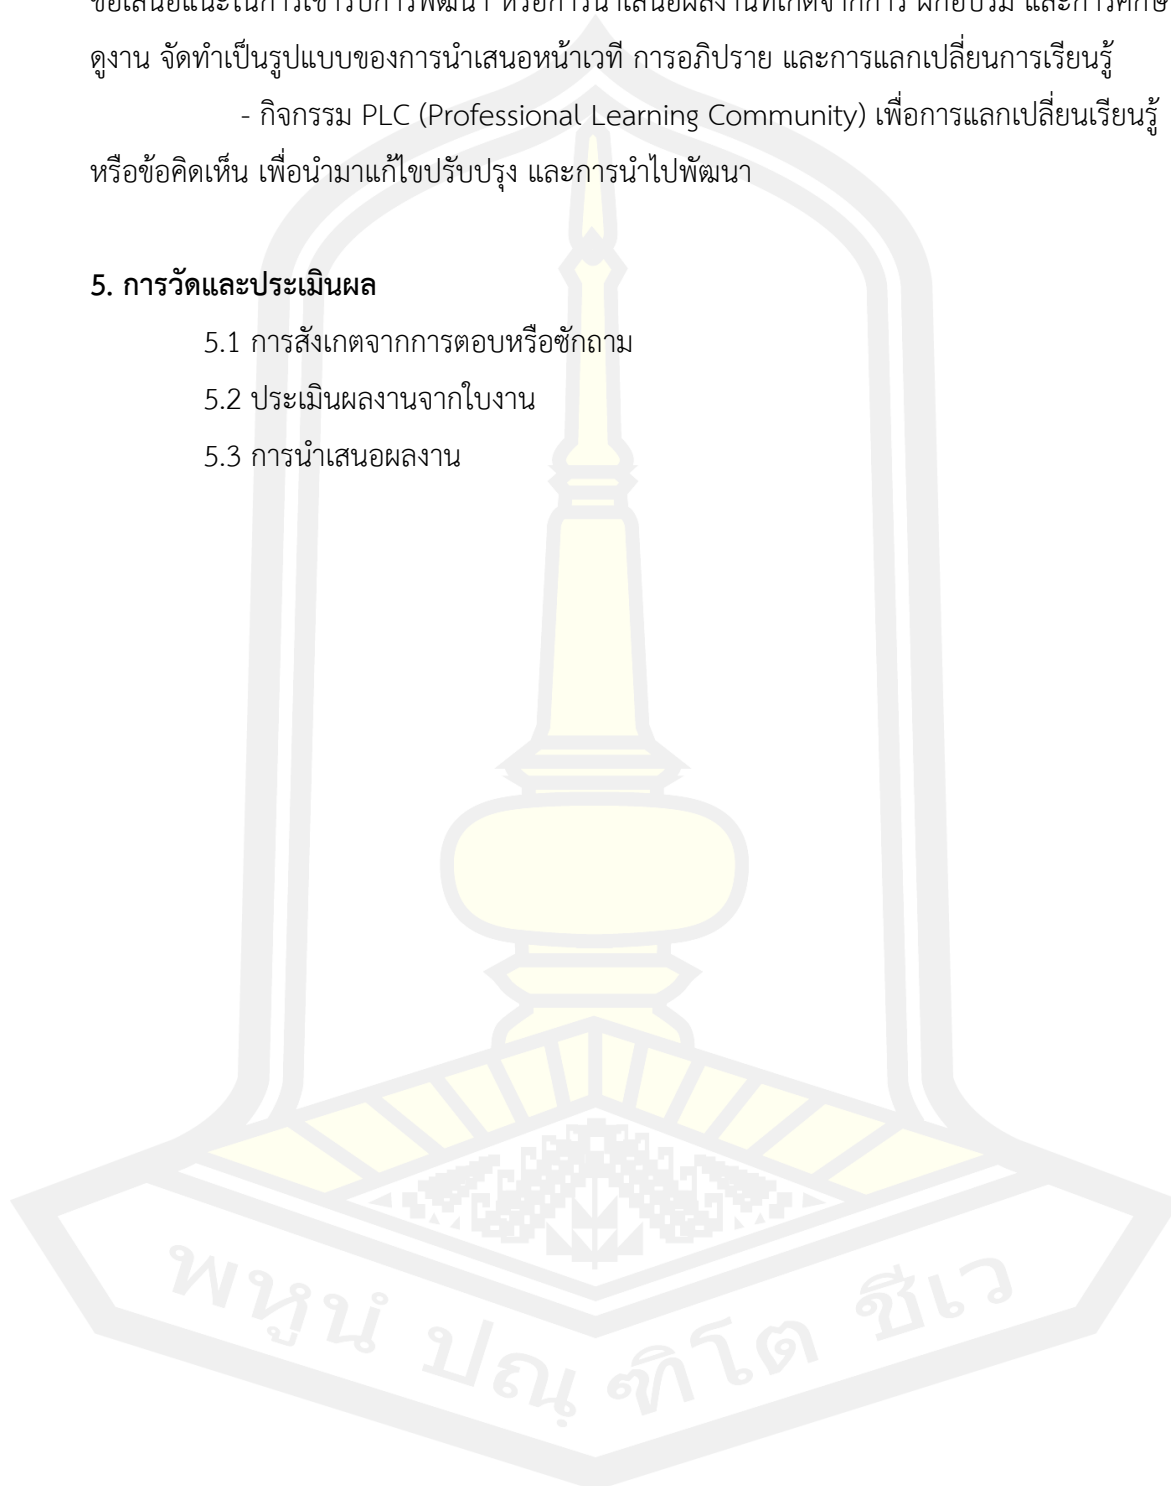 ข้อเสนอแนะในการเข้ารับการพัฒนา หรือการนำเสนอผลงานที่เกิดจากการ ฝึกอบรม และการศึกษา
ดูงาน จัดทำเป็นรูปแบบของการนำเสนอหน้าเวที การอภิปราย และการแลกเปลี่ยนการเรียนรู้
- กิจกรรม PLC (Professional Learning Community) เพื่อการแลกเปลี่ยนเรียนรู้
หรือข้อคิดเห็น เพื่อนำมาแก้ไขปรับปรุง และการนำไปพัฒนา
5. การวัดและประเมินผล
5.1 การสังเกตจากการตอบหรือซักถาม
5.2 ประเมินผลงานจากใบงาน
5.3 การนำเสนอผลงาน
พหูนํ ปณฺฑิโต ชีเว